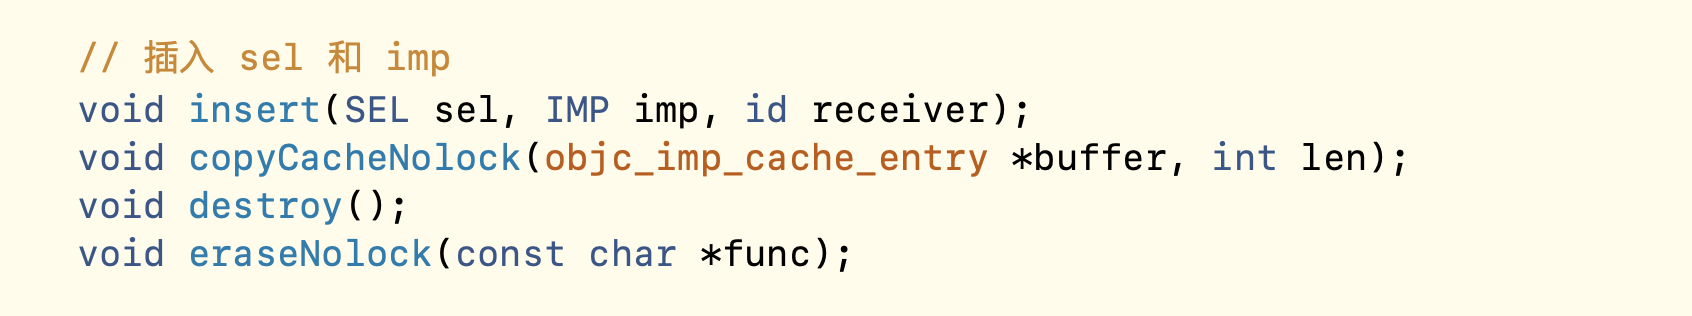 // 插入 sel 和 imp
void insert(SEL sel, IMP imp, id receiver);
void copyCacheNolock(objc_imp_cache_entry *buffer, int len);
void destroy();
void eraseNolock(const char *func);